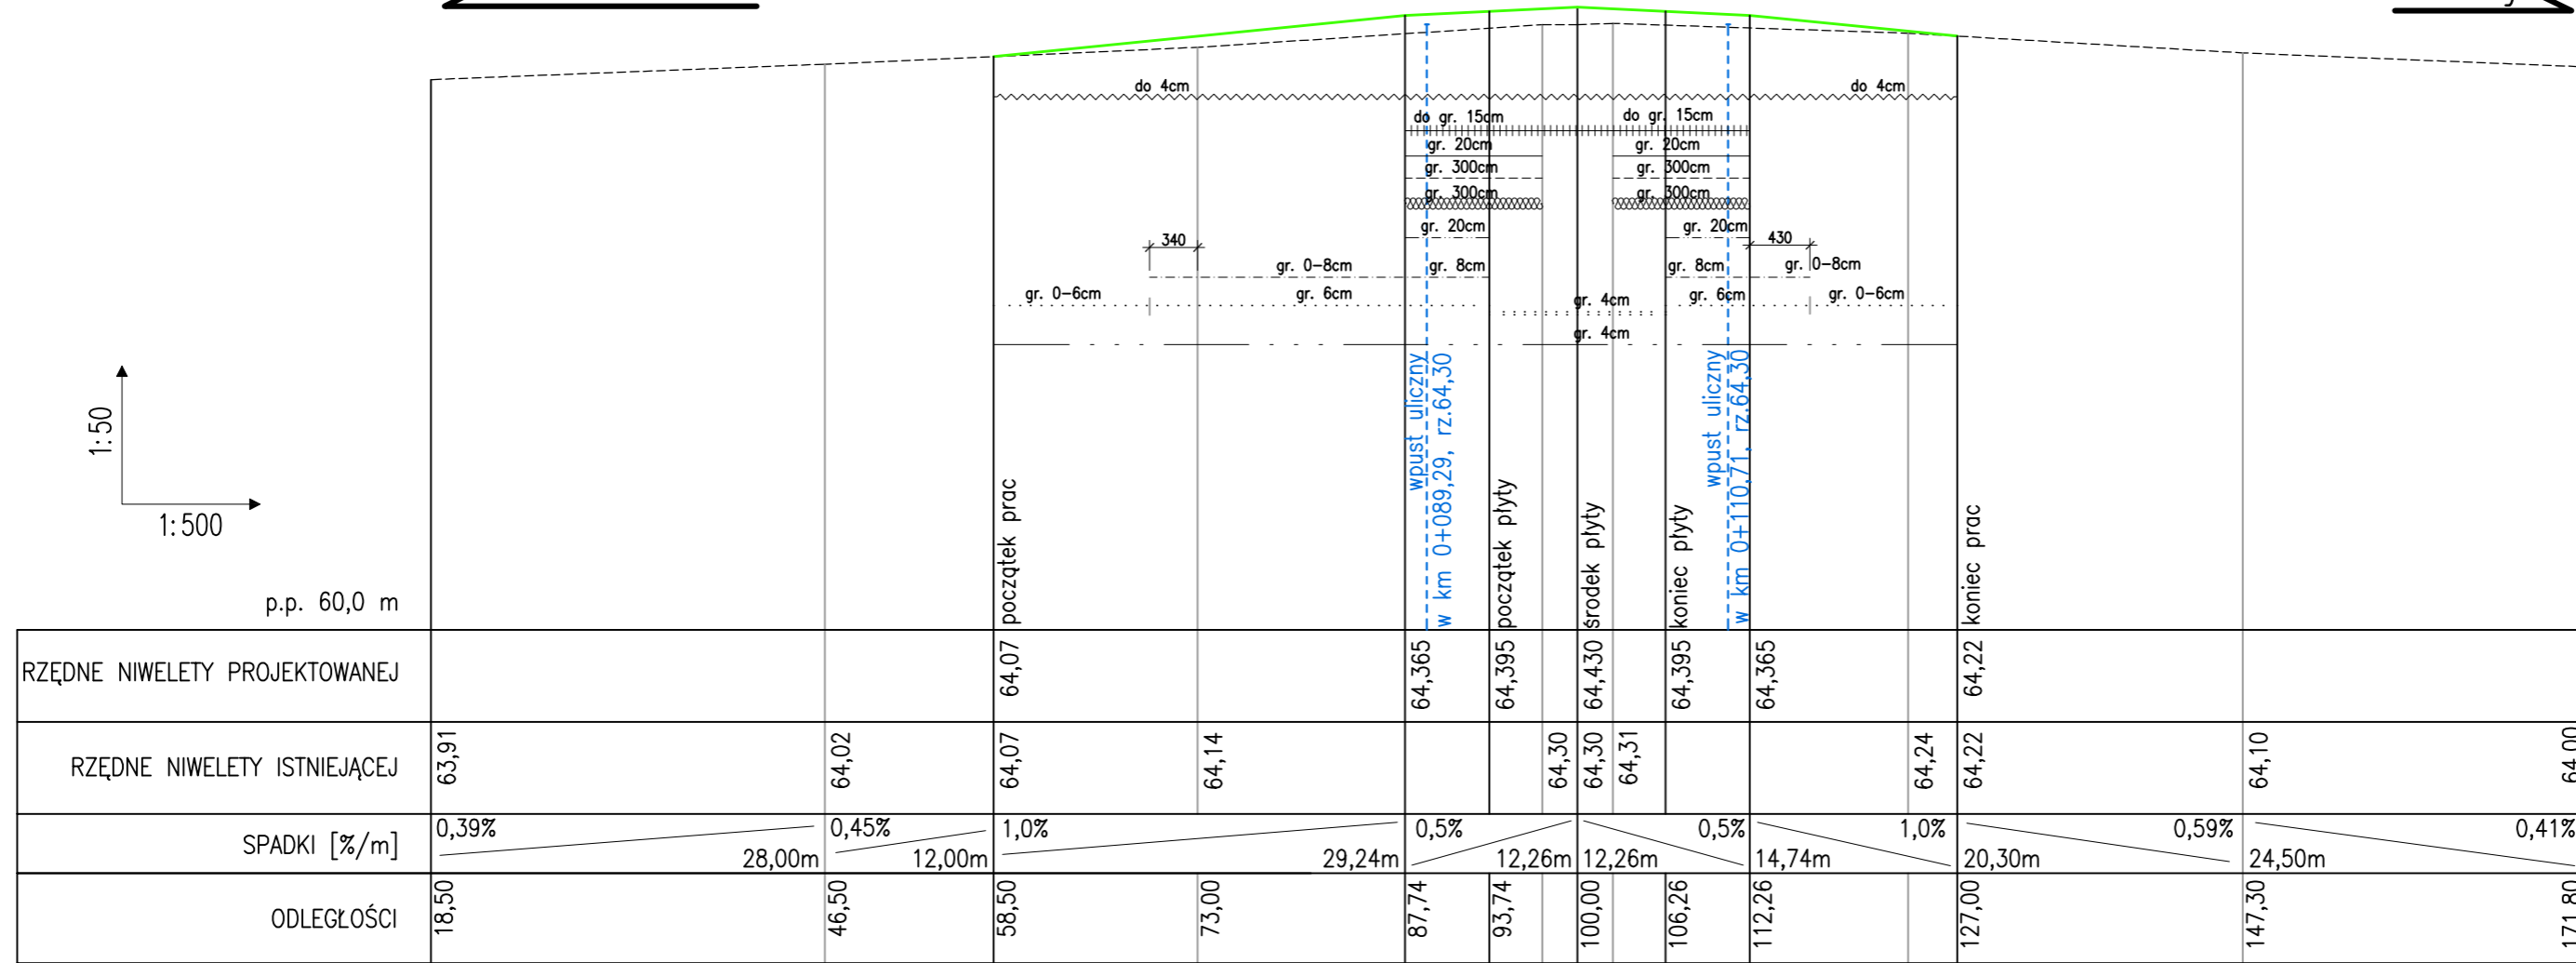 do 4cm
do 4cm
do gr. 15cm
do gr. 15cm
gr. 20cm
gr. 20cm
gr. 300cm
gr. 300cm
gr. 300cm
gr. 300cm
gr. 20cm
gr. 20cm
340
430
gr. 0-8cm
gr. 8cm
gr. 8cm
gr. 0-8cm
gr. 0-6cm
gr. 6cm
gr. 4cm
gr. 6cm
gr. 0-6cm
gr. 4cm
1:50
1:500
początek prac
wpust uliczny
w km 0+089,29, rz.64,30
początek płyty
środek płyty
koniec płyty
wpust uliczny
w km 0+110,71, rz.64,30
koniec prac
p.p. 60,0 m
RZĘDNE NIWELETY PROJEKTOWANEJ
64,07
64,365
64,395
64,430
64,395
64,365
64,22
RZĘDNE NIWELETY ISTNIEJĄCEJ
63,91
64,02
64,07
64,14
64,30
64,30
64,31
64,24
64,22
64,10
64,00
SPADKI [%/m]
0,39%
28,00m
0,45%
12,00m
1,0%
29,24m
0,5%
12,26m
12,26m
0,5%
14,74m
1,0%
20,30m
0,59%
24,50m
0,41%
ODLEGŁOŚCI
18,50
46,50
58,50
73,00
87,74
93,74
100,00
106,26
112,26
127,00
147,30
171,80